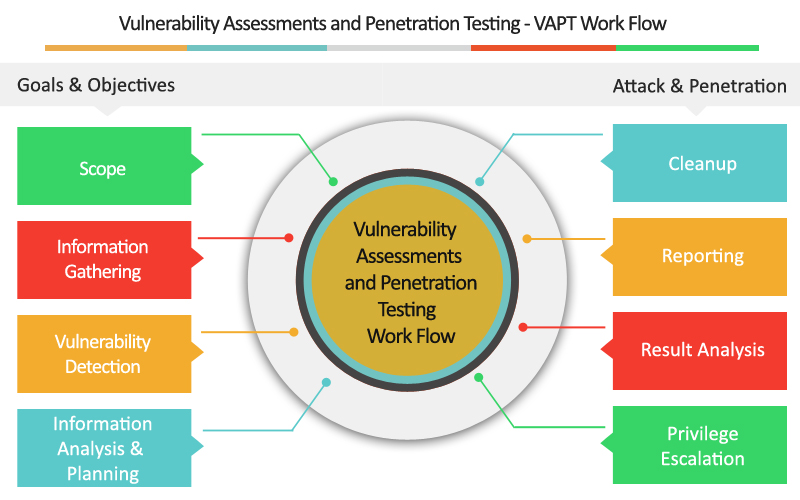 Vulnerability Assessments and Penetration Testing - VAPT Work Flow
Goals & Objectives
Attack & Penetration
Scope
Information
Gathering
Vulnerability
Detection
Information
Analysis &
Planning
Vulnerability
Assessments
and Penetration
Testing
Work Flow
Cleanup
Reporting
Result Analysis
Privilege
Escalation